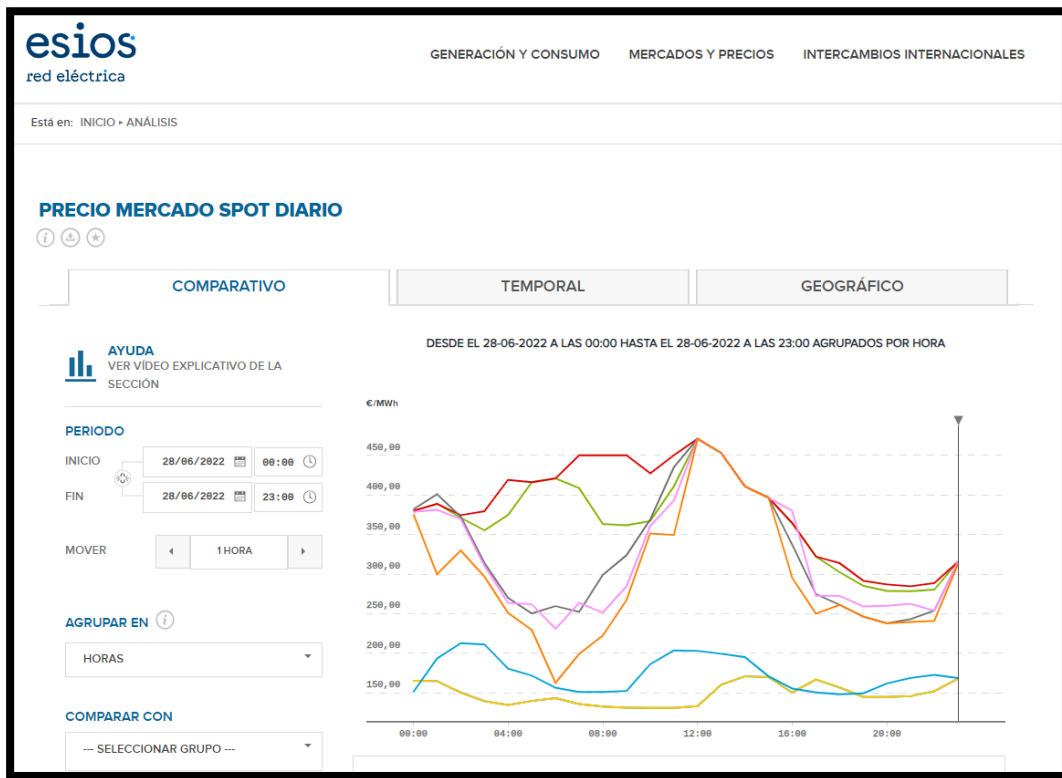 esios
red eléctrica
GENERACIÓN Y CONSUMO MERCADOS Y PRECIOS INTERCAMBIOS INTERNACIONALES
Está en: INICIO ▸ ANÁLISIS
PRECIO MERCADO SPOT DIARIO
COMPARATIVO TEMPORAL GEOGRÁFICO
AYUDA
VER VÍDEO EXPLICATIVO DE LA
SECCIÓN
PERIODO
INICIO 28/06/2022 00:00
FIN 28/06/2022 23:00
MOVER 1 HORA
AGRUPAR EN
HORAS
COMPARAR CON
--- SELECCIONAR GRUPO ---
DESDE EL 28-06-2022 A LAS 00:00 HASTA EL 28-06-2022 A LAS 23:00 AGRUPADOS POR HORA
€/MWh
450,00
400,00
350,00
300,00
250,00
200,00
150,00
00:00 04:00 08:00 12:00 16:00 20:00